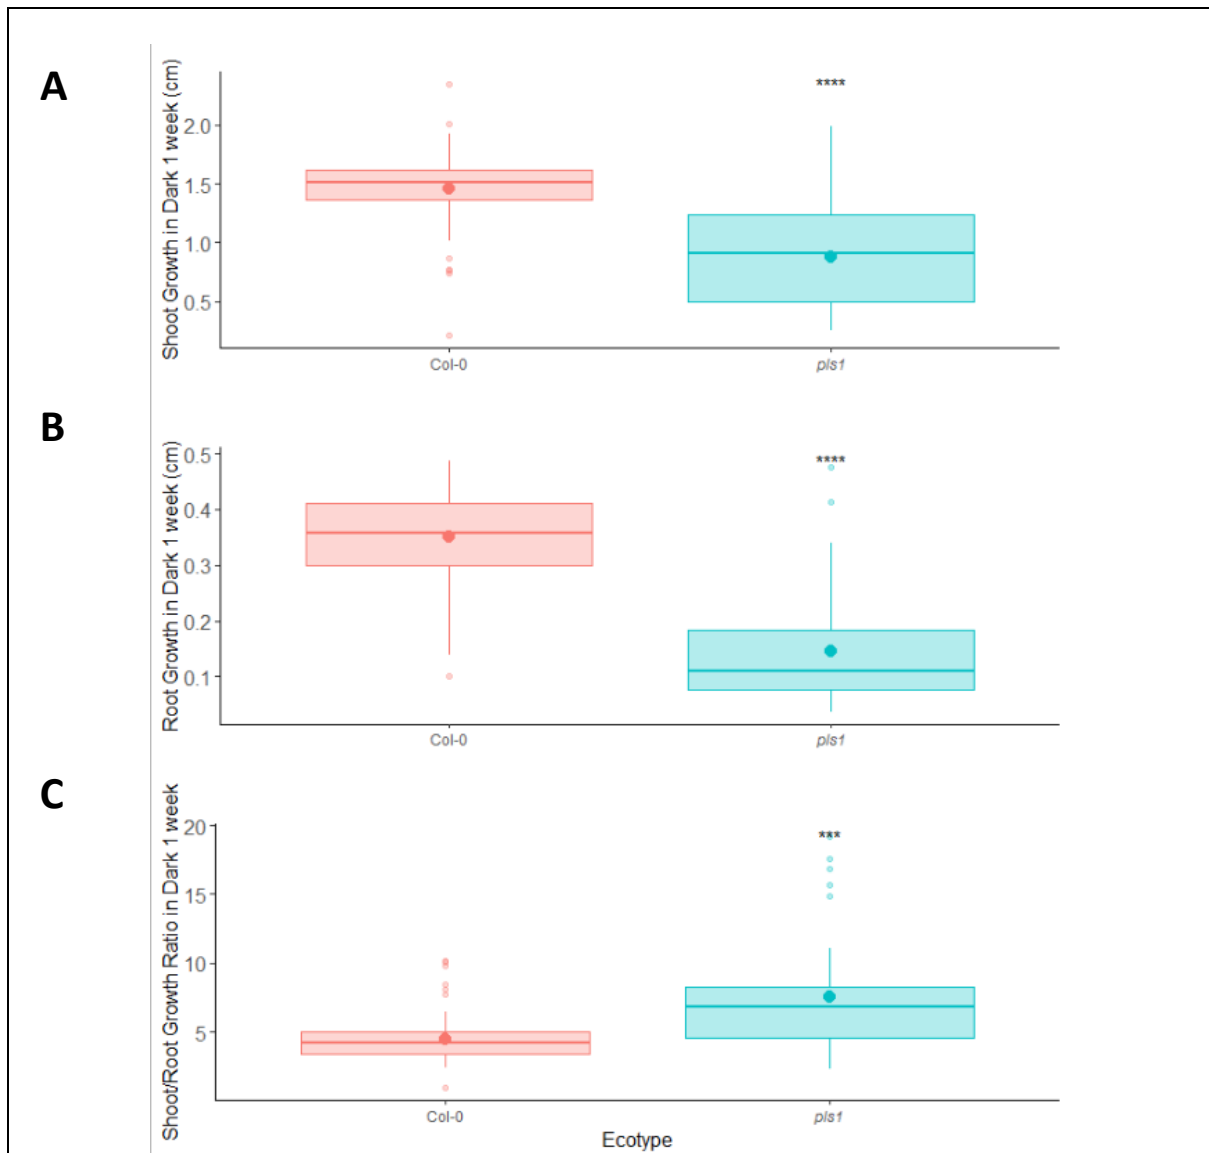 A
Shoot Growth in Dark 1 week (cm)
2.0
1.5
1.0
0.5
****
Col-0
pls1
B
Root Growth in Dark 1 week (cm)
0.5
0.4
0.3
0.2
0.1
****
Col-0
pls1
C
Shoot/Root Growth Ratio in Dark 1 week
20
15
10
5
***
Col-0
pls1
Ecotype